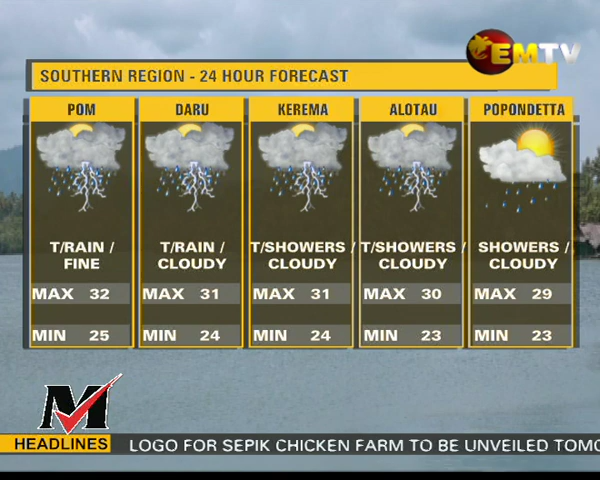 EMTV
SOUTHERN REGION - 24 HOUR FORECAST
POM
T/RAIN /
FINE
MAX 32
MIN 25
DARU
T/RAIN /
CLOUDY
MAX 31
MIN 24
KEREMA
T/SHOWERS /
CLOUDY
MAX 31
MIN 24
ALOTAU
T/SHOWERS /
CLOUDY
MAX 30
MIN 23
POPONDETTA
SHOWERS /
CLOUDY
MAX 29
MIN 23
M
HEADLINES
LOGO FOR SEPIK CHICKEN FARM TO BE UNVEILED TOMO